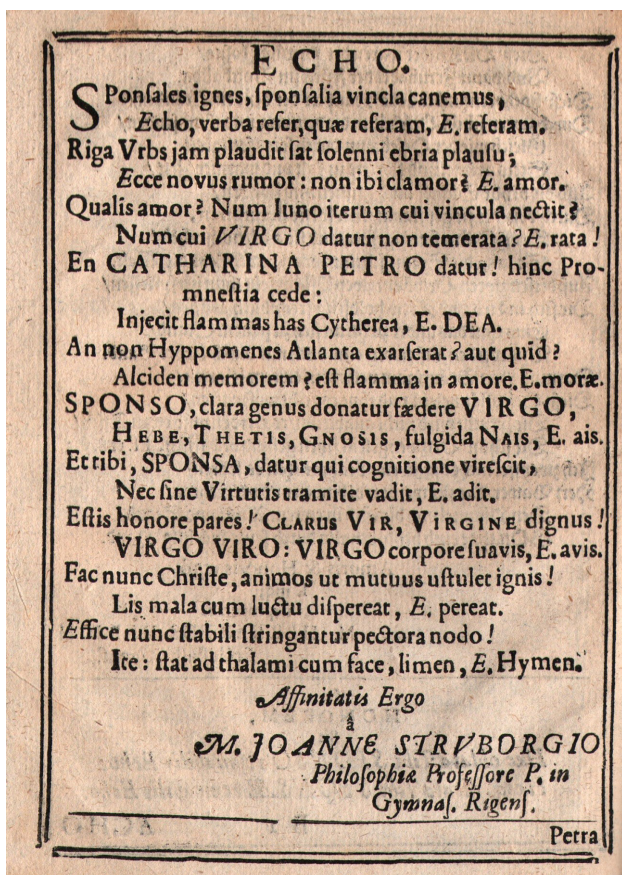 ECHO.
SPonſales ignes, ſponſalia vincla canemus,
Echo, verba refer, quæ referam, E. referam.
Riga Vrbs jam plaudit ſat ſolenni ebria plauſu;
Ecce novus rumor: non ibi clamor? E. amor.
Qualis amor? Num Iuno iterum cui vincula nectit?
Num cui VIRGO datur non temerata? E. rata!
En CATHARINA PETRO datur! hinc Pro-
mneſtia cede:
Injecit flammas has Cytherea, E. DEA.
An non Hyppomenes Atlanta exarſerat? aut quid?
Alciden memorem? eſt flamma in amore. E. moræ.
SPONSO, clara genus donatur fædere VIRGO,
HEBE, THETIS, GNOSIS, fulgida NAIS, E. ais.
Et tibi, SPONSA, datur qui cognitione vireſcit,
Nec ſine Virtutis tramite vadit, E. adit.
Eſtis honore pares! CLARUS VIR, VIRGINE dignus!
VIRGO VIRO: VIRGO corpore ſuavis, E. avis.
Fac nunc Chriſte, animos ut mutuus uſtulet ignis!
Lis mala cum luctu diſpereat, E. pereat.
Effice nunc ſtabili ſtringantur pectora nodo!
Ite: ſtat ad thalami cum face, limen, E. Hymen.
Affinitatis Ergo
à
M. JOANNE STRVBORGIO
Philoſophiæ Profeſſore P. in
Gymnaſ. Rigenſ.
Petra